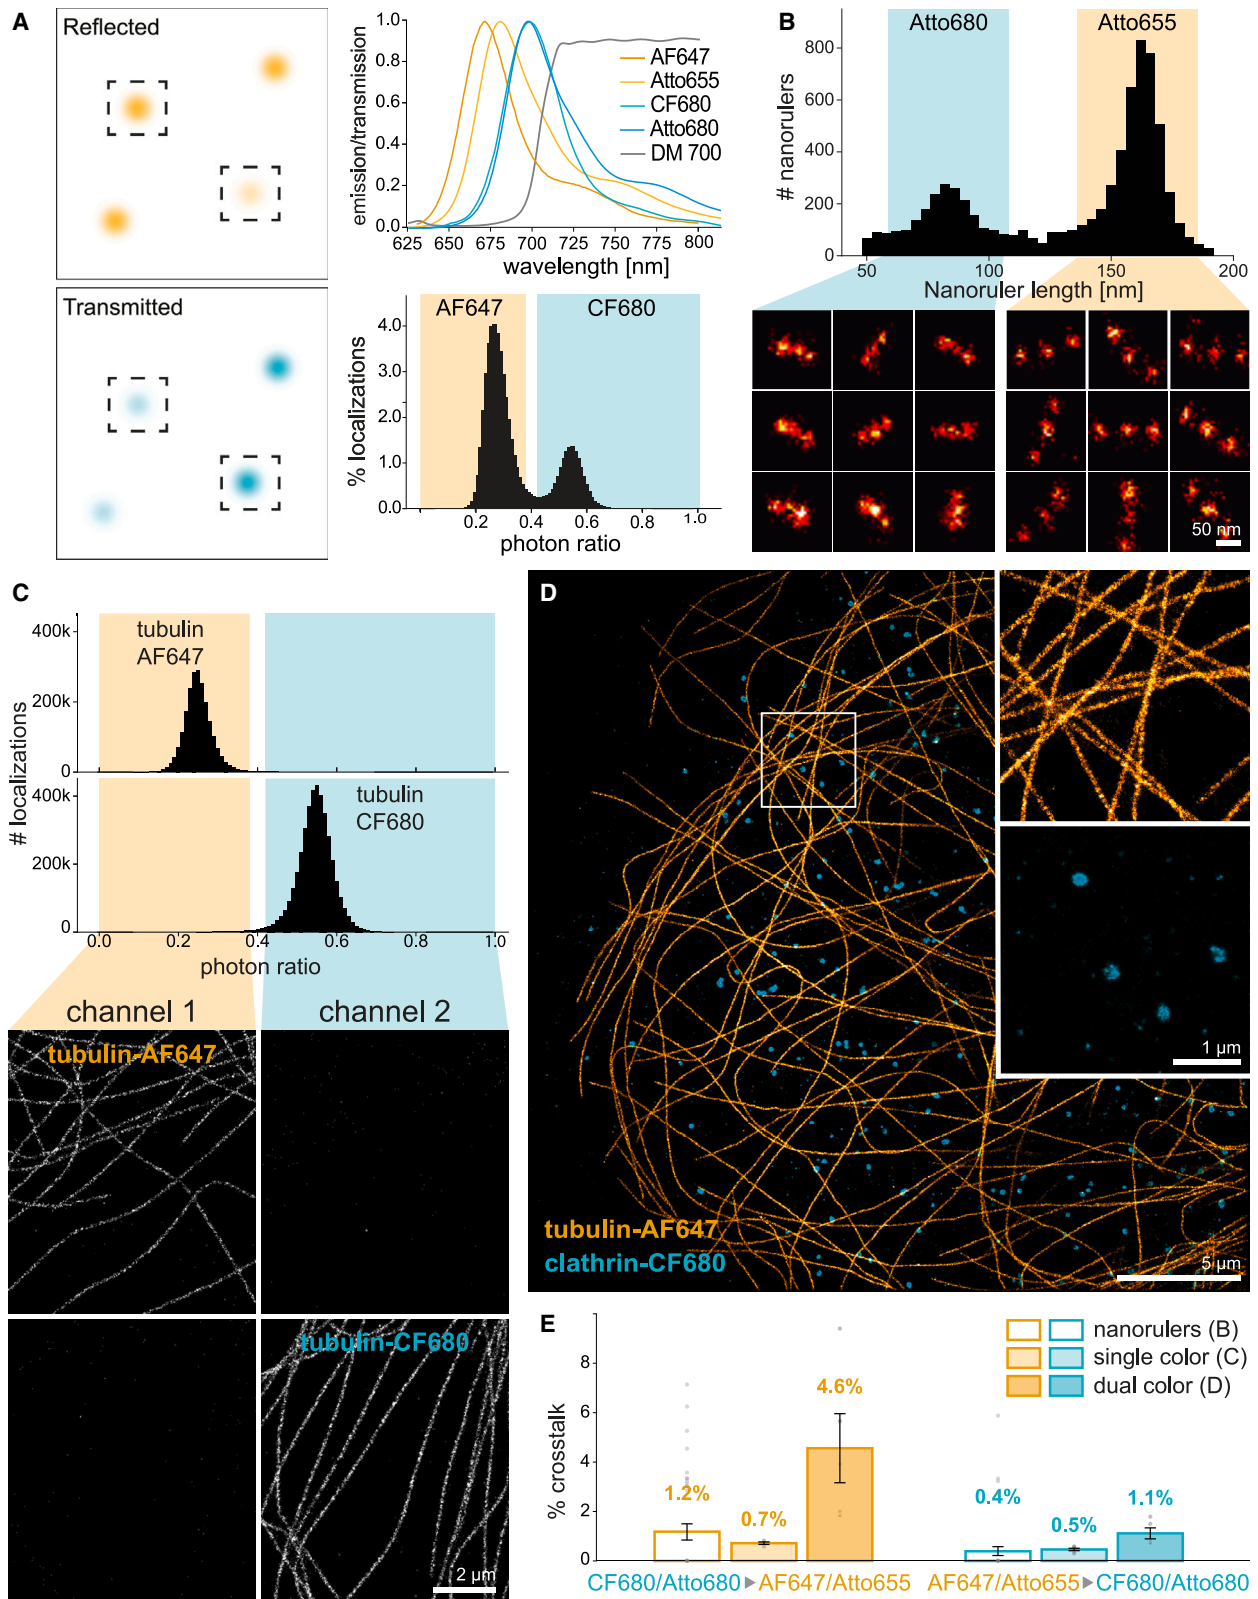 A
Reflected
Transmitted
emission/transmission
1.0
0.8
0.6
0.4
0.2
0.0
625 650 675 700 725 750 775 800
wavelength [nm]
AF647
Atto655
CF680
Atto680
DM 700
% localizations
AF647 CF680
4.0
3.0
2.0
1.0
0.0
0.2 0.4 0.6 0.8 1.0
photon ratio
B
Atto680 Atto655
# nanorulers
800
600
400
200
0
50 100 150 200
Nanoruler length [nm]
50 nm
C
# localizations
400k
200k
0
tubulin
AF647
400k
200k
0
tubulin
CF680
0.0 0.2 0.4 0.6 0.8 1.0
photon ratio
channel 1 channel 2
tubulin-AF647
tubulin-CF680
2 µm
D
1 µm
tubulin-AF647
clathrin-CF680
5 µm
E
% crosstalk
8
6
4
2
0
1.2%
0.7%
4.6%
0.4%
0.5%
1.1%
nanorulers (B)
single color (C)
dual color (D)
CF680/Atto680 ▶ AF647/Atto655 AF647/Atto655 ▶ CF680/Atto680